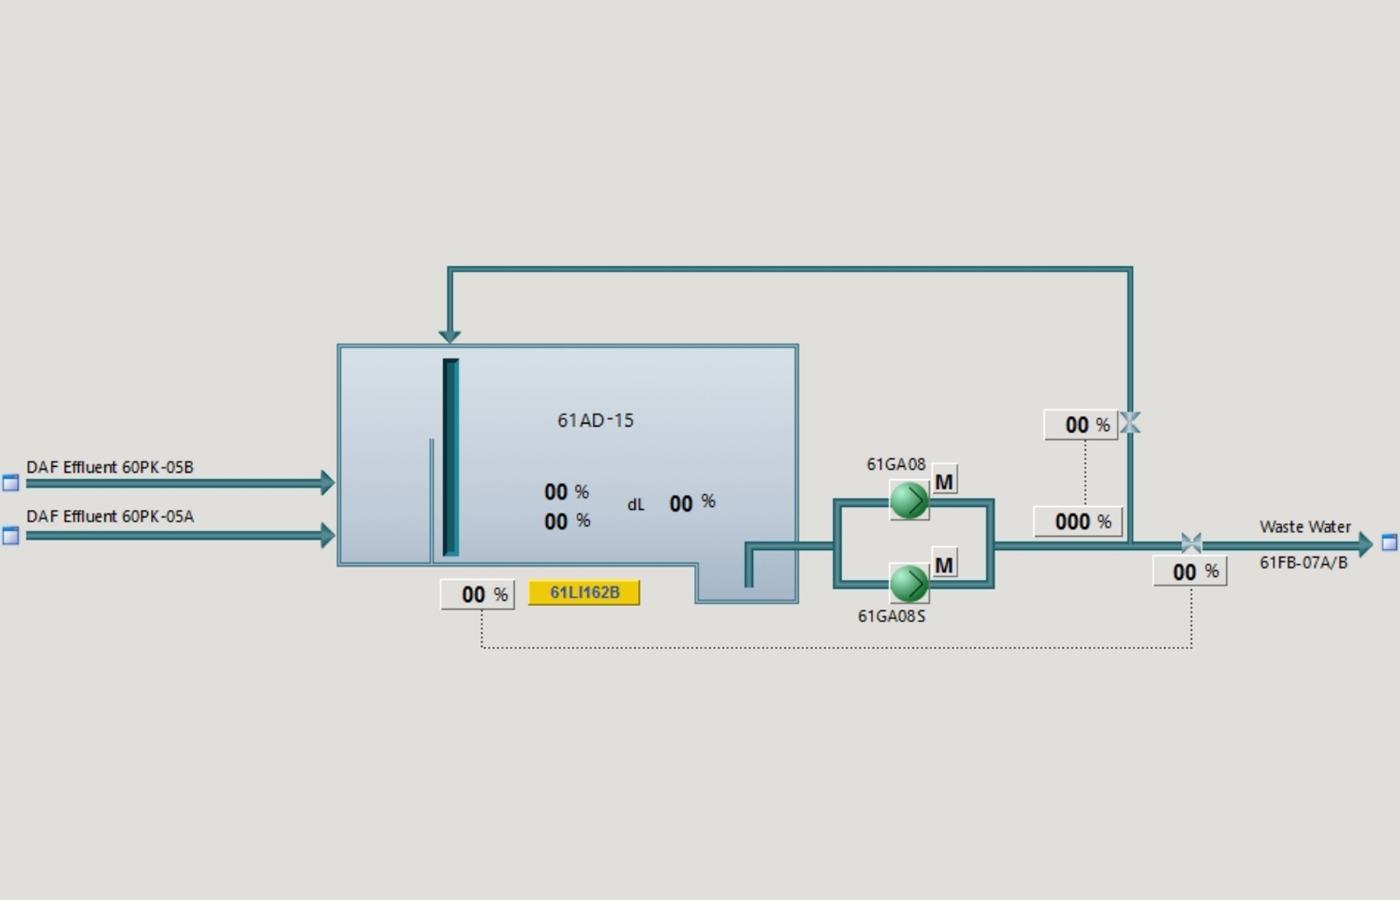 61AD-15
DAF Effluent 60PK-05B
DAF Effluent 60PK-05A
00 %
00 %
dL 00 %
00 %
61LI162B
61GA08
M
M
61GA08S
00 %
000 %
00 %
Waste Water
61FB-07A/B